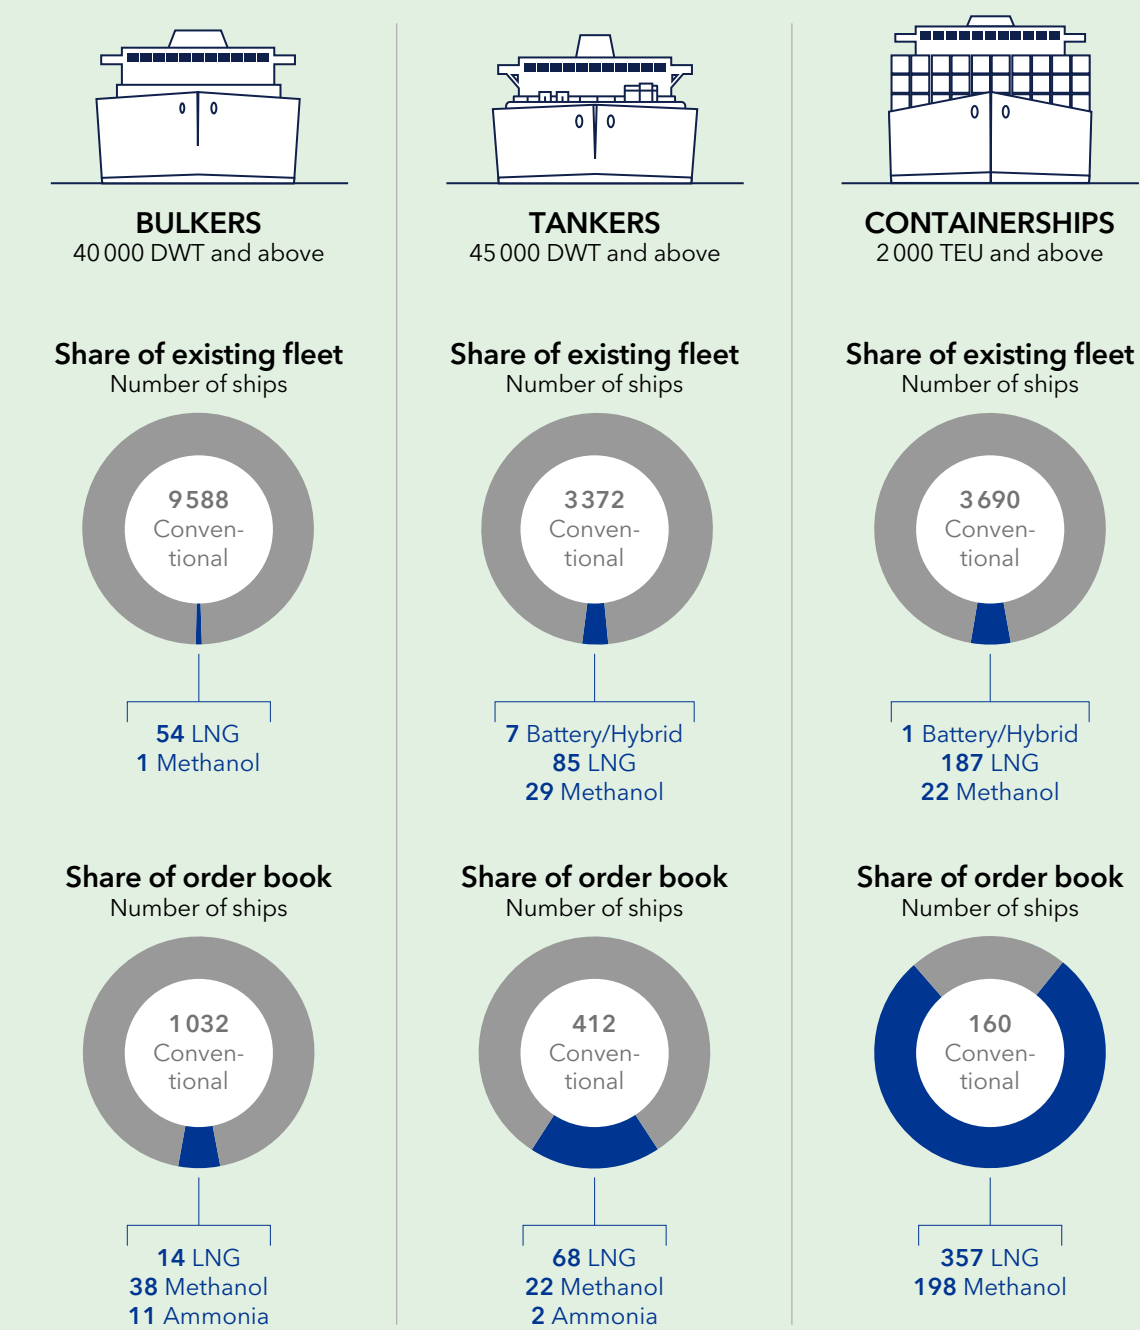 BULKERS
40 000 DWT and above
Share of existing fleet
Number of ships
9 588
Conven-
tional
54 LNG
1 Methanol
Share of order book
Number of ships
1 032
Conven-
tional
14 LNG
38 Methanol
11 Ammonia
TANKERS
45 000 DWT and above
Share of existing fleet
Number of ships
3 372
Conven-
tional
7 Battery/Hybrid
85 LNG
29 Methanol
Share of order book
Number of ships
412
Conven-
tional
68 LNG
22 Methanol
2 Ammonia
CONTAINERSHIPS
2 000 TEU and above
Share of existing fleet
Number of ships
3 690
Conven-
tional
1 Battery/Hybrid
187 LNG
22 Methanol
Share of order book
Number of ships
160
Conven-
tional
357 LNG
198 Methanol